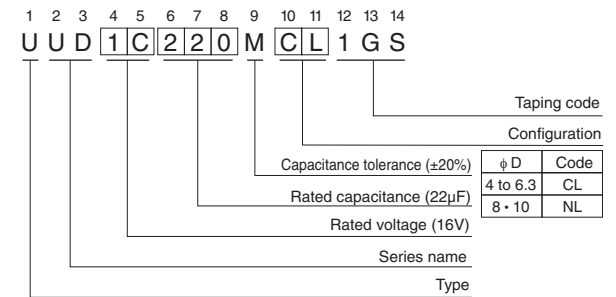 1 2 3 4 5 6 7 8 9 10 11 12 13 14
U U D 1 C 2 2 0 M C L 1 G S
Taping code
Configuration
Capacitance tolerance (±20%)
Rated capacitance (22µF)
Rated voltage (16V)
Series name
Type
ϕ D Code
4 to 6.3 CL
8 • 10 NL